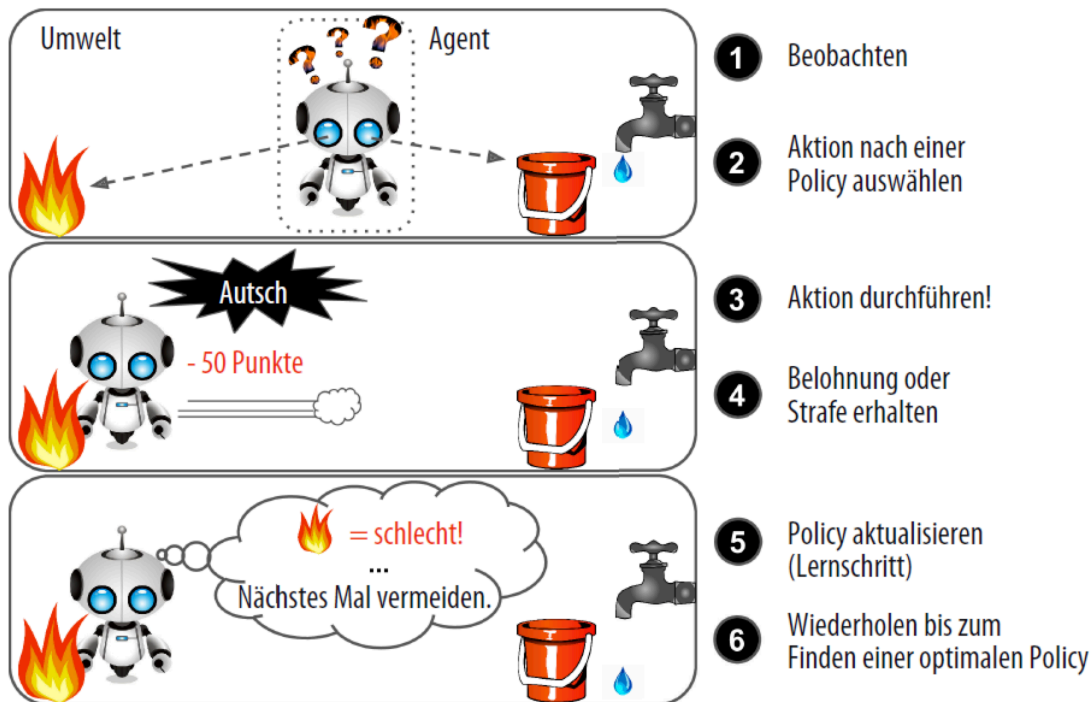 Umwelt
???
Agent
1 Beobachten
2 Aktion nach einer
Policy auswählen
Autsch
- 50 Punkte
3 Aktion durchführen!
4 Belohnung oder
Strafe erhalten
= schlecht!
...
Nächstes Mal vermeiden.
5 Policy aktualisieren
(Lernschritt)
6 Wiederholen bis zum
Finden einer optimalen Policy